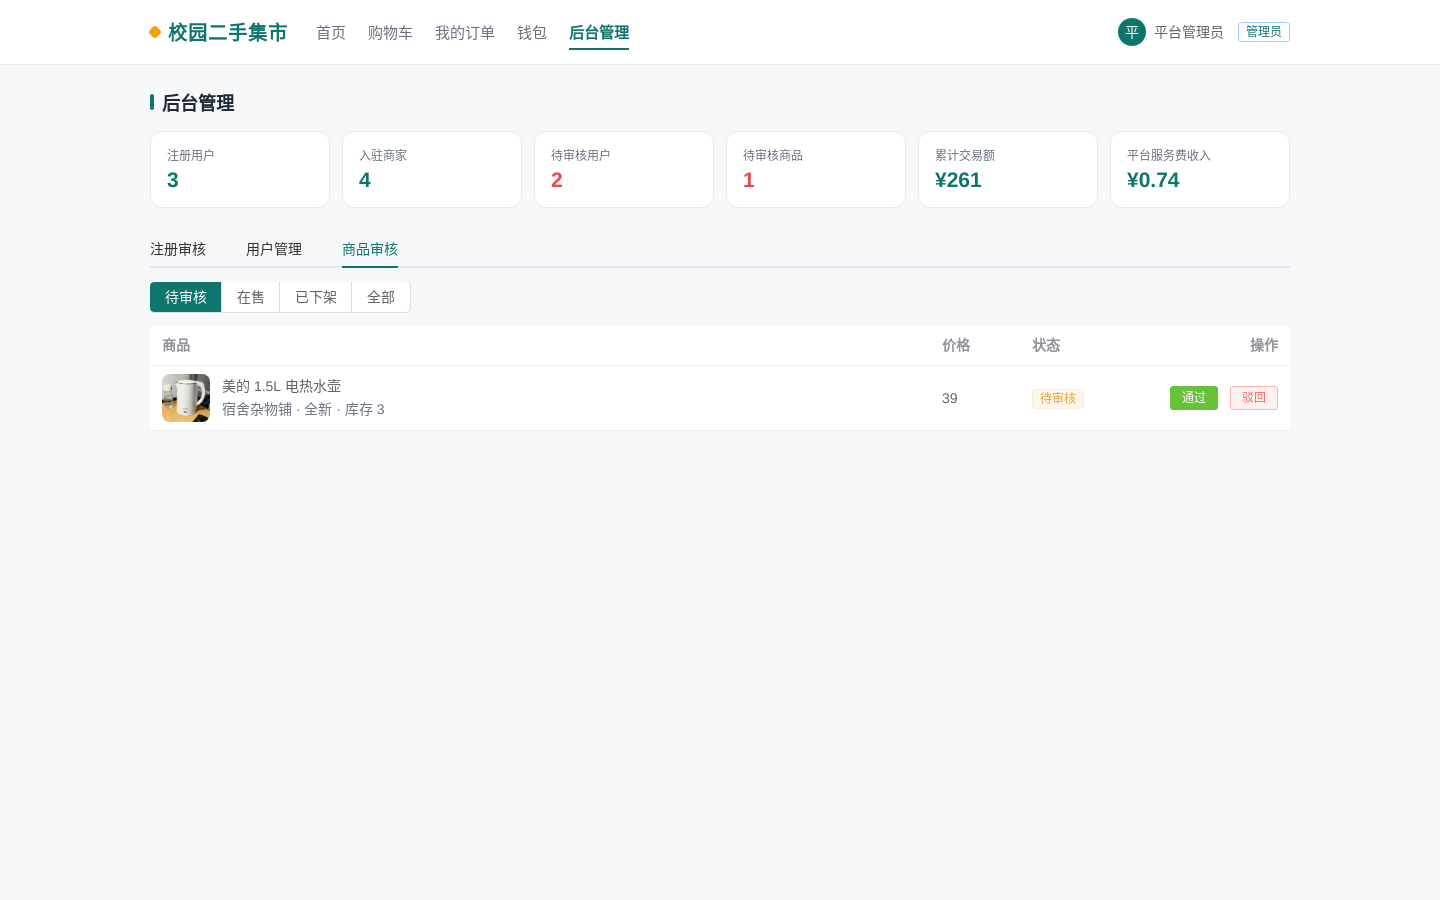 校园二手集市 首页 购物车 我的订单 钱包 后台管理 平 平台管理员 管理员
后台管理
注册用户 入驻商家 待审核用户 待审核商品 累计交易额 平台服务费收入
3 4 2 1 ¥261 ¥0.74
注册审核 用户管理 商品审核
待审核 在售 已下架 全部
商品 价格 状态 操作
美的 1.5L 电热水壶
宿舍杂物铺 · 全新 · 库存 3
39 待审核 通过 驳回